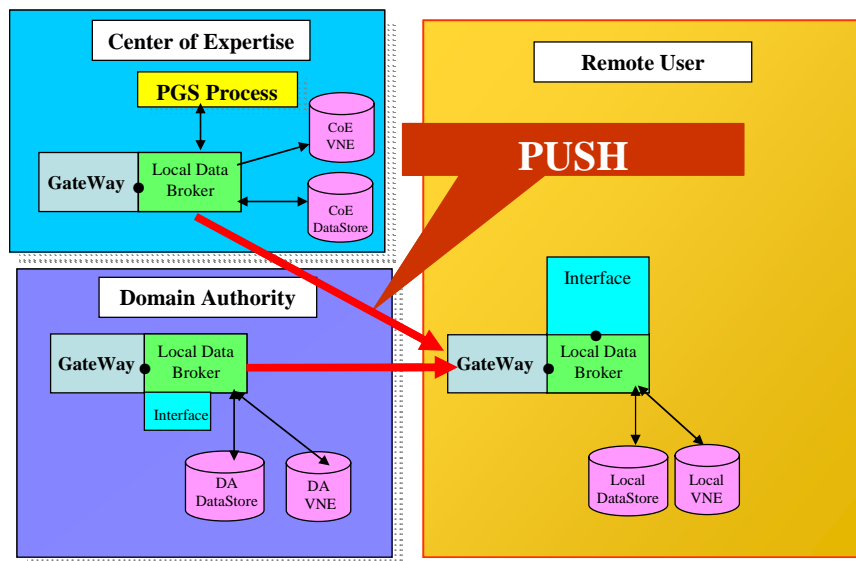 Center of Expertise
PGS Process
CoE
VNE
GateWay
Local Data
Broker
CoE
DataStore
Domain Authority
GateWay
Local Data
Broker
Interface
DA
DataStore
DA
VNE
PUSH
Remote User
Interface
GateWay
Local Data
Broker
Local
DataStore
Local
VNE